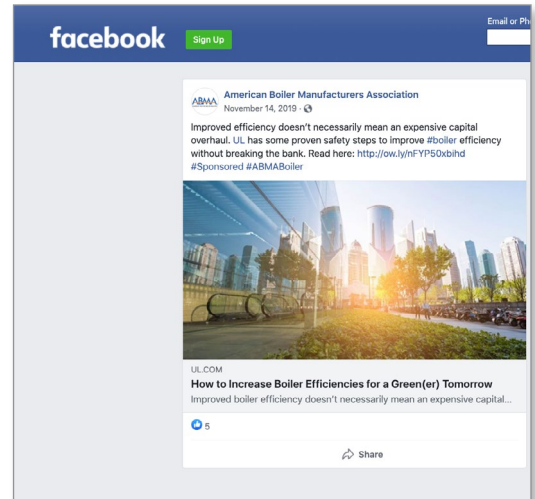 Email or Ph
facebook
Sign Up
ABMA
American Boiler Manufacturers Association
November 14, 2019 ·
Improved efficiency doesn't necessarily mean an expensive capital
overhaul. UL has some proven safety steps to improve #boiler efficiency
without breaking the bank. Read here: http://ow.ly/nFYP50xbihd
#Sponsored #ABMABoiler
UL.COM
How to Increase Boiler Efficiencies for a Green(er) Tomorrow
Improved boiler efficiency doesn't necessarily mean an expensive capital...
5
Share